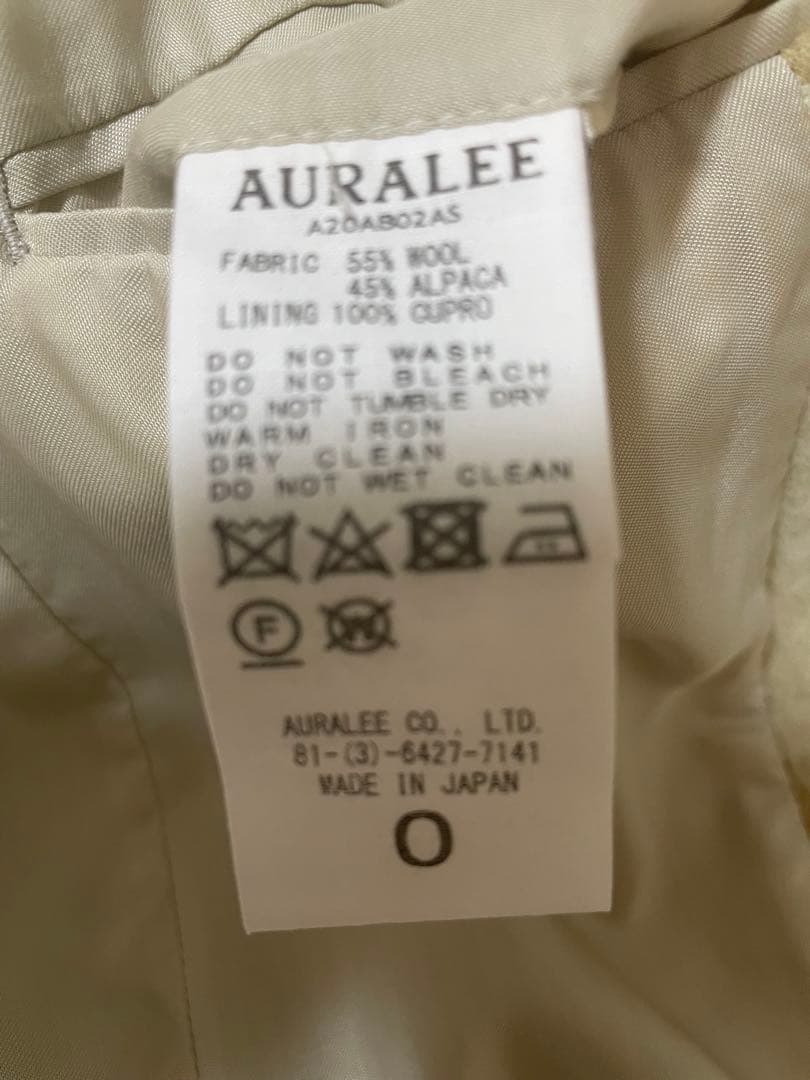 AURALEE
A20AB02AS
FABRIC 55% WOOL
45% ALPACA
LINING 100% CUPRO
DO NOT WASH
DO NOT BLEACH
DO NOT TUMBLE DRY
WARM IRON
DRY CLEAN
DO NOT WET CLEAN
F W
AURALEE CO., LTD.
81-(3)-6427-7141
MADE IN JAPAN
0